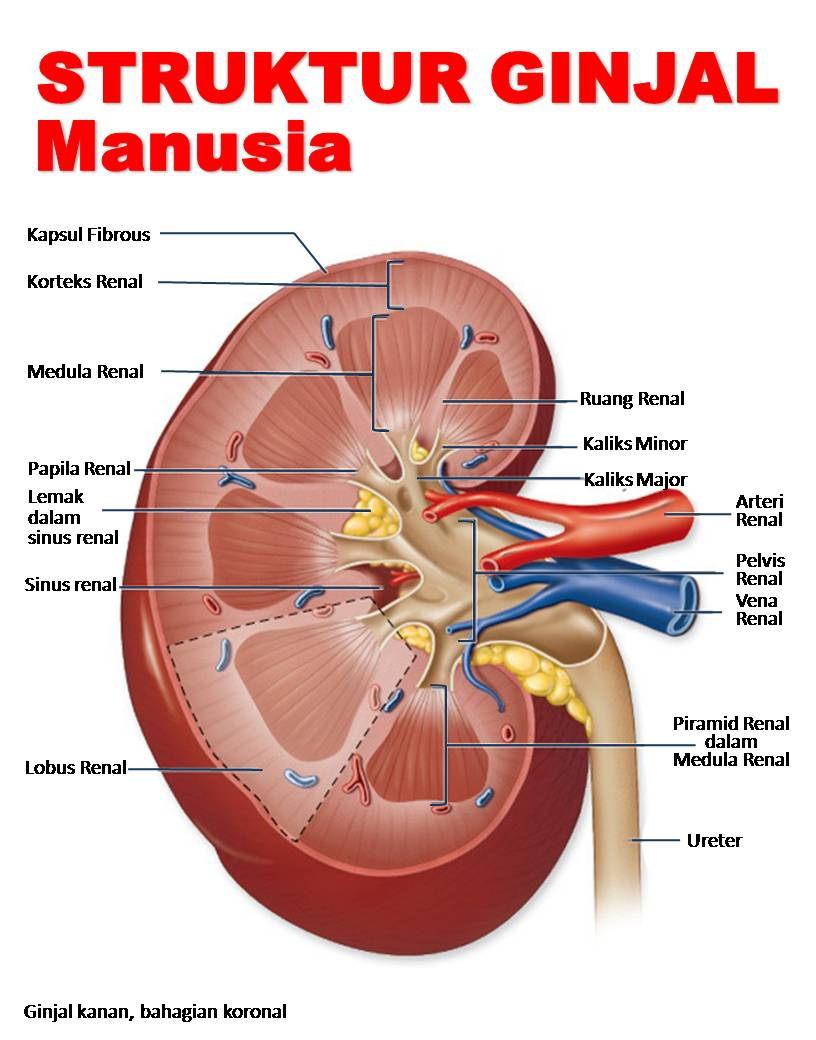 STRUKTUR GINJAL
Manusia
Kapsul Fibrous
Korteks Renal
Medula Renal
Ruang Renal
Kaliks Minor
Papila Renal
Kaliks Major
Lemak
dalam
sinus renal
Arteri
Renal
Pelvis
Renal
Sinus renal
Vena
Renal
Piramid Renal
dalam
Medula Renal
Lobus Renal
Ureter
Ginjal kanan, bahagian koronal